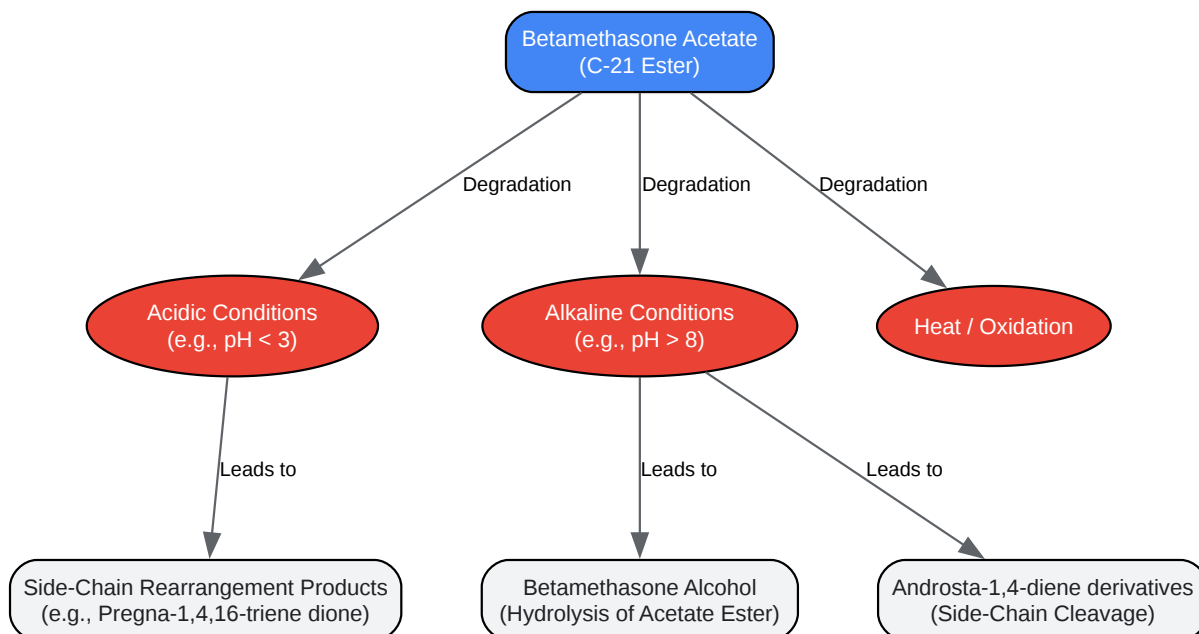 Betamethasone Acetate
(C-21 Ester)
Degradation
Degradation
Degradation
Acidic Conditions
(e.g., pH < 3)
Alkaline Conditions
(e.g., pH > 8)
Heat / Oxidation
Leads to
Leads to
Leads to
Side-Chain Rearrangement Products
(e.g., Pregna-1,4,16-triene dione)
Betamethasone Alcohol
(Hydrolysis of Acetate Ester)
Androsta-1,4-diene derivatives
(Side-Chain Cleavage)